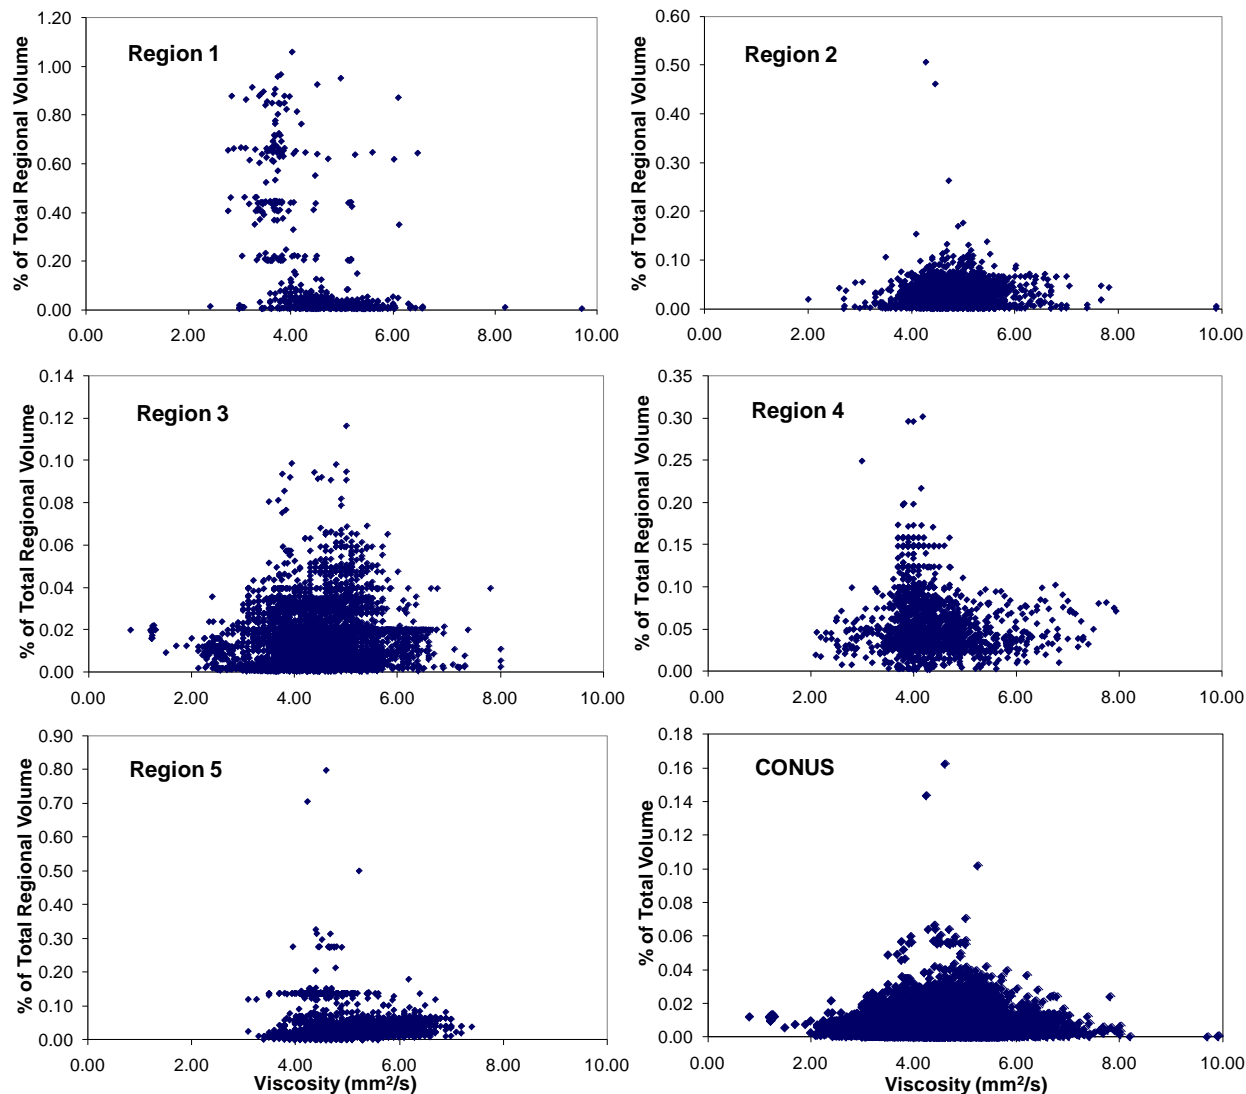 Region 1
% of Total Regional Volume
1.20
1.00
0.80
0.60
0.40
0.20
0.00
0.00 2.00 4.00 6.00 8.00 10.00
Region 2
% of Total Regional Volume
0.60
0.50
0.40
0.30
0.20
0.10
0.00
0.00 2.00 4.00 6.00 8.00 10.00
Region 3
% of Total Regional Volume
0.14
0.12
0.10
0.08
0.06
0.04
0.02
0.00
0.00 2.00 4.00 6.00 8.00 10.00
Region 4
% of Total Regional Volume
0.35
0.30
0.25
0.20
0.15
0.10
0.05
0.00
0.00 2.00 4.00 6.00 8.00 10.00
Region 5
% of Total Regional Volume
0.90
0.80
0.70
0.60
0.50
0.40
0.30
0.20
0.10
0.00
0.00 2.00 4.00 6.00 8.00 10.00
Viscosity (mm²/s)
CONUS
% of Total Volume
0.18
0.16
0.14
0.12
0.10
0.08
0.06
0.04
0.02
0.00
0.00 2.00 4.00 6.00 8.00 10.00
Viscosity (mm²/s)